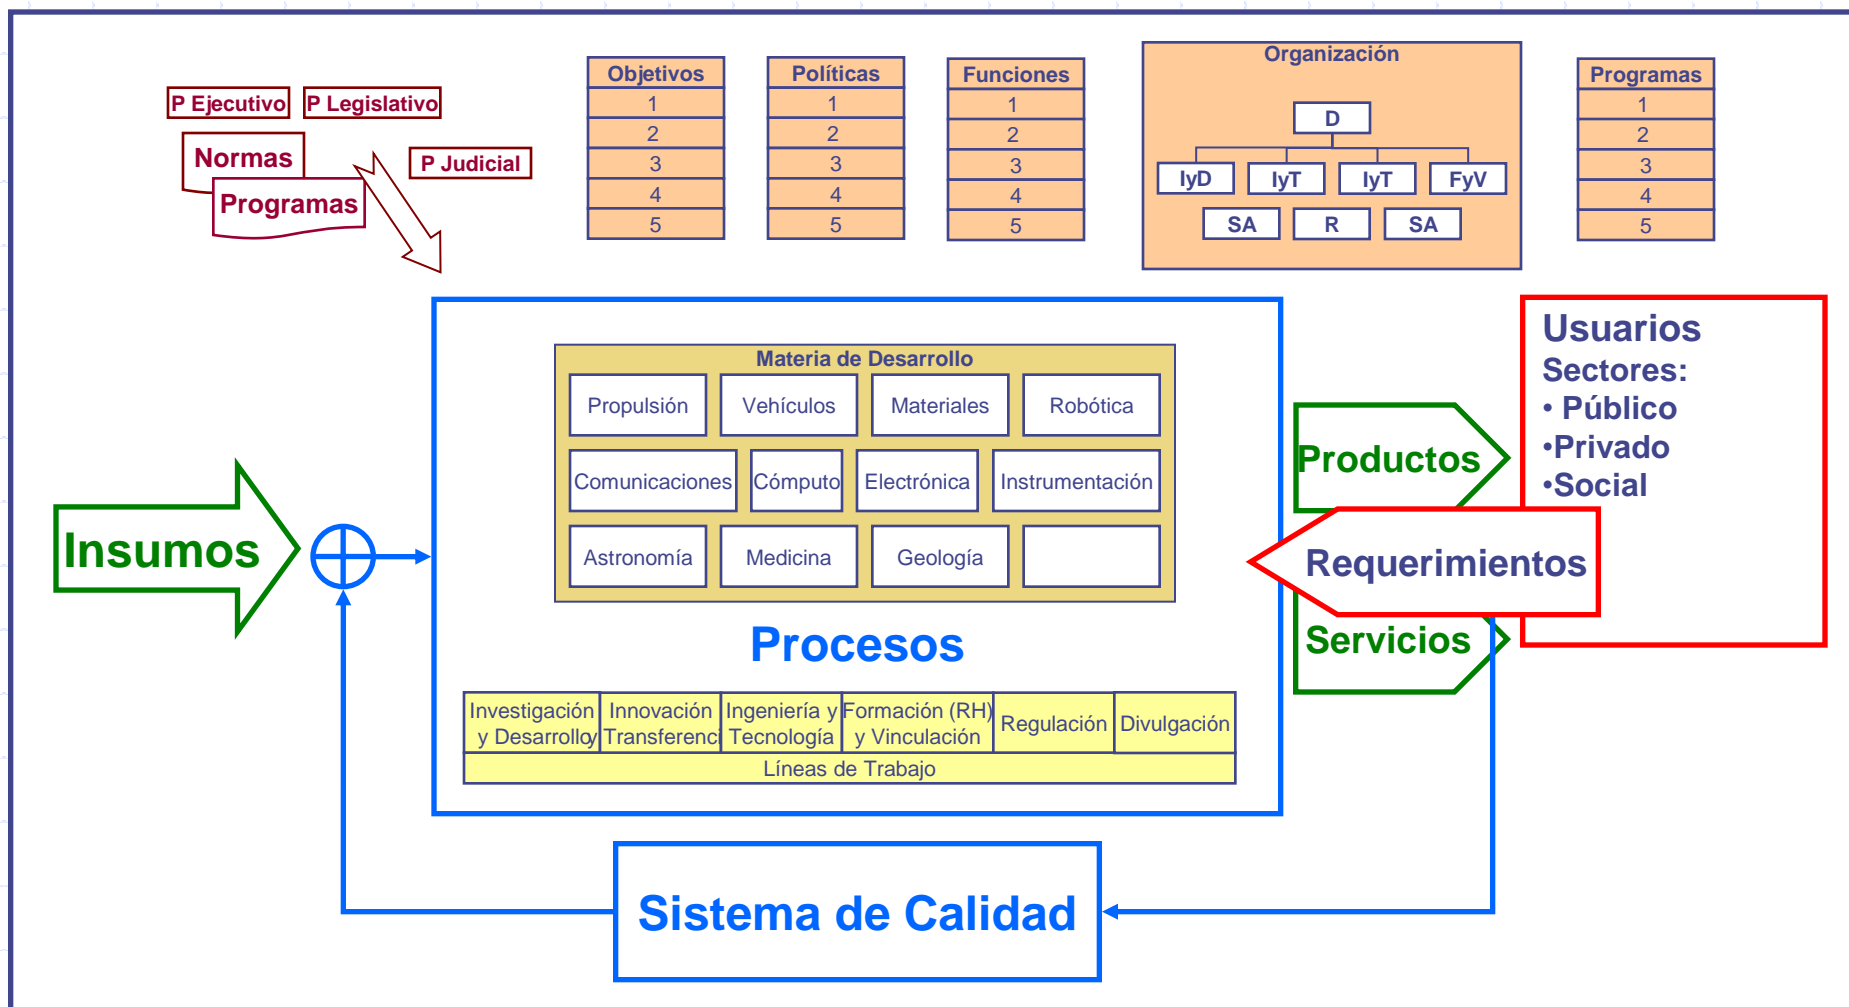 P Ejecutivo
P Legislativo
P Judicial
Normas
Programas
Objetivos
1
2
3
4
5
Políticas
1
2
3
4
5
Funciones
1
2
3
4
5
Organización
D
IyD
IyT
IyT
FyV
SA
R
SA
Programas
1
2
3
4
5
Insumos
Materia de Desarrollo
Propulsión
Vehículos
Materiales
Robótica
Comunicaciones
Cómputo
Electrónica
Instrumentación
Astronomía
Medicina
Geología
Procesos
Investigación
y Desarrollo
Innovación y
Transferenci
Ingeniería y
Tecnología
Formación (RH)
y Vinculación
Regulación
Divulgación
Líneas de Trabajo
Productos
Requerimientos
Servicios
Usuarios
Sectores:
• Público
•Privado
•Social
Sistema de Calidad